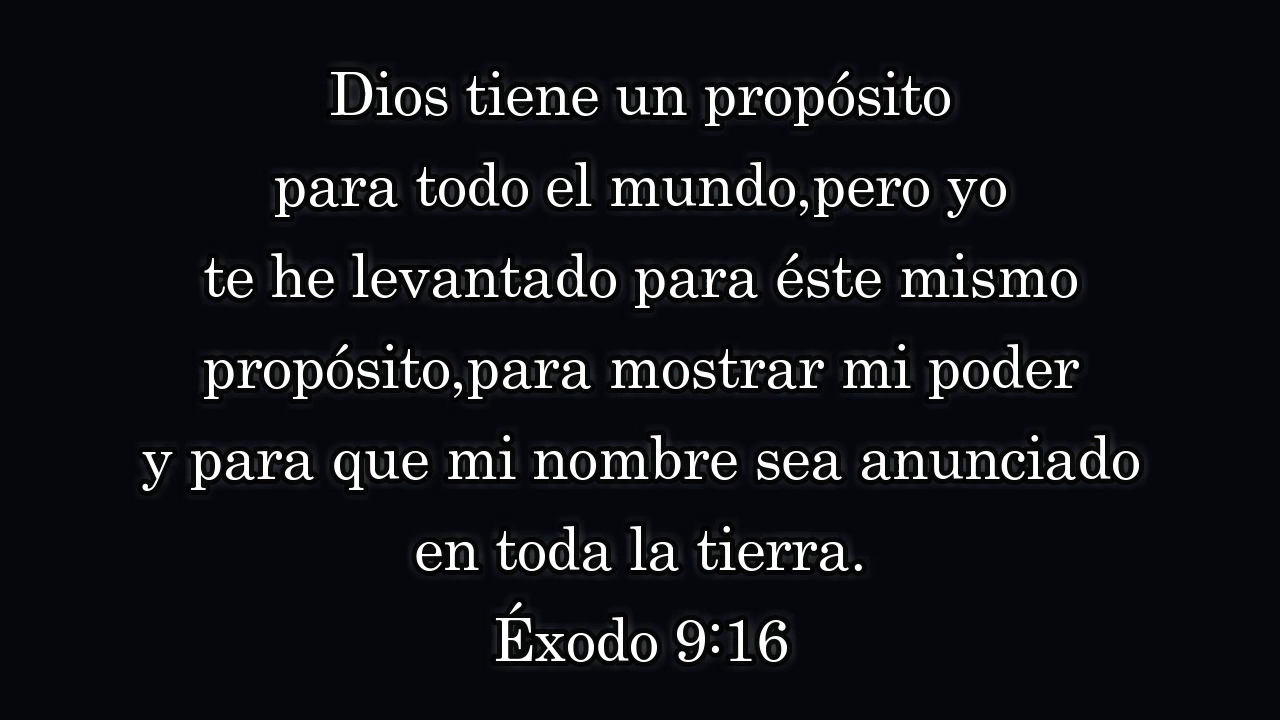 Dios tiene un propósito
para todo el mundo,pero yo
te he levantado para éste mismo
propósito,para mostrar mi poder
y para que mi nombre sea anunciado
en toda la tierra.
Éxodo 9:16